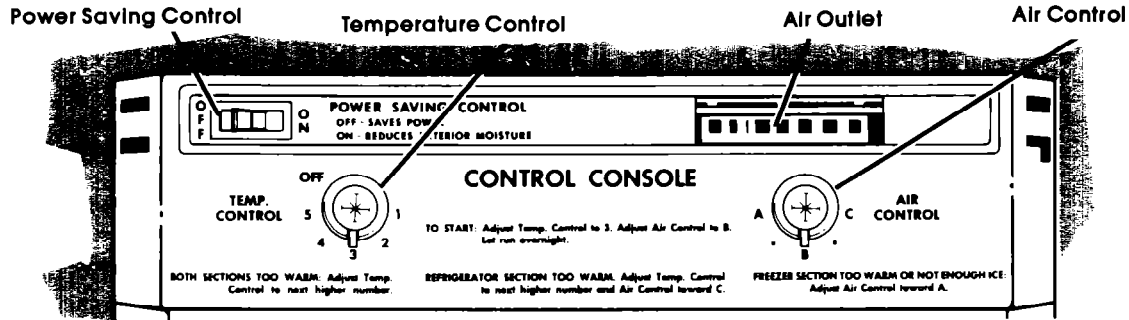 Power Saving Control
Temperature Control
Air Outlet
Air Control
OFF
ON
POWER SAVING CONTROL
OFF - SAVES POWER
ON - REDUCES EXTERIOR MOISTURE
OFF
TEMP.
CONTROL
5
1
4
2
3
CONTROL CONSOLE
TO START: Adjust Temp. Control to 3. Adjust Air Control to B.
Let run overnight.
A
C
B
AIR
CONTROL
BOTH SECTIONS TOO WARM: Adjust Temp.
Control to next higher number.
REFRIGERATOR SECTION TOO WARM. Adjust Temp. Control
to next higher number and Air Control toward C.
FREEZER SECTION TOO WARM OR NOT ENOUGH ICE:
Adjust Air Control toward A.